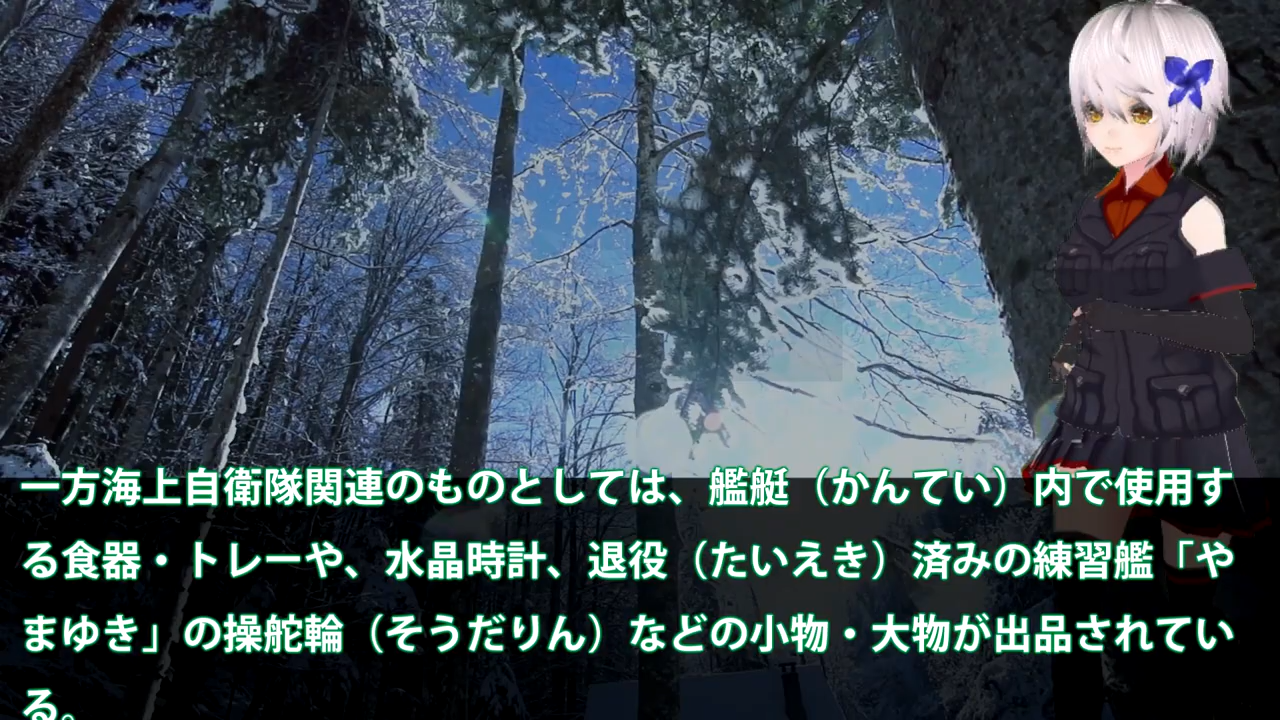 一方海上自衛隊関連のものとしては、艦艇（かんてい）内で使用す
る食器・トレーや、水晶時計、退役（たいえき）済みの練習艦「や
まゆき」の操舵輪（そうだりん）などの小物・大物が出品されてい
る。